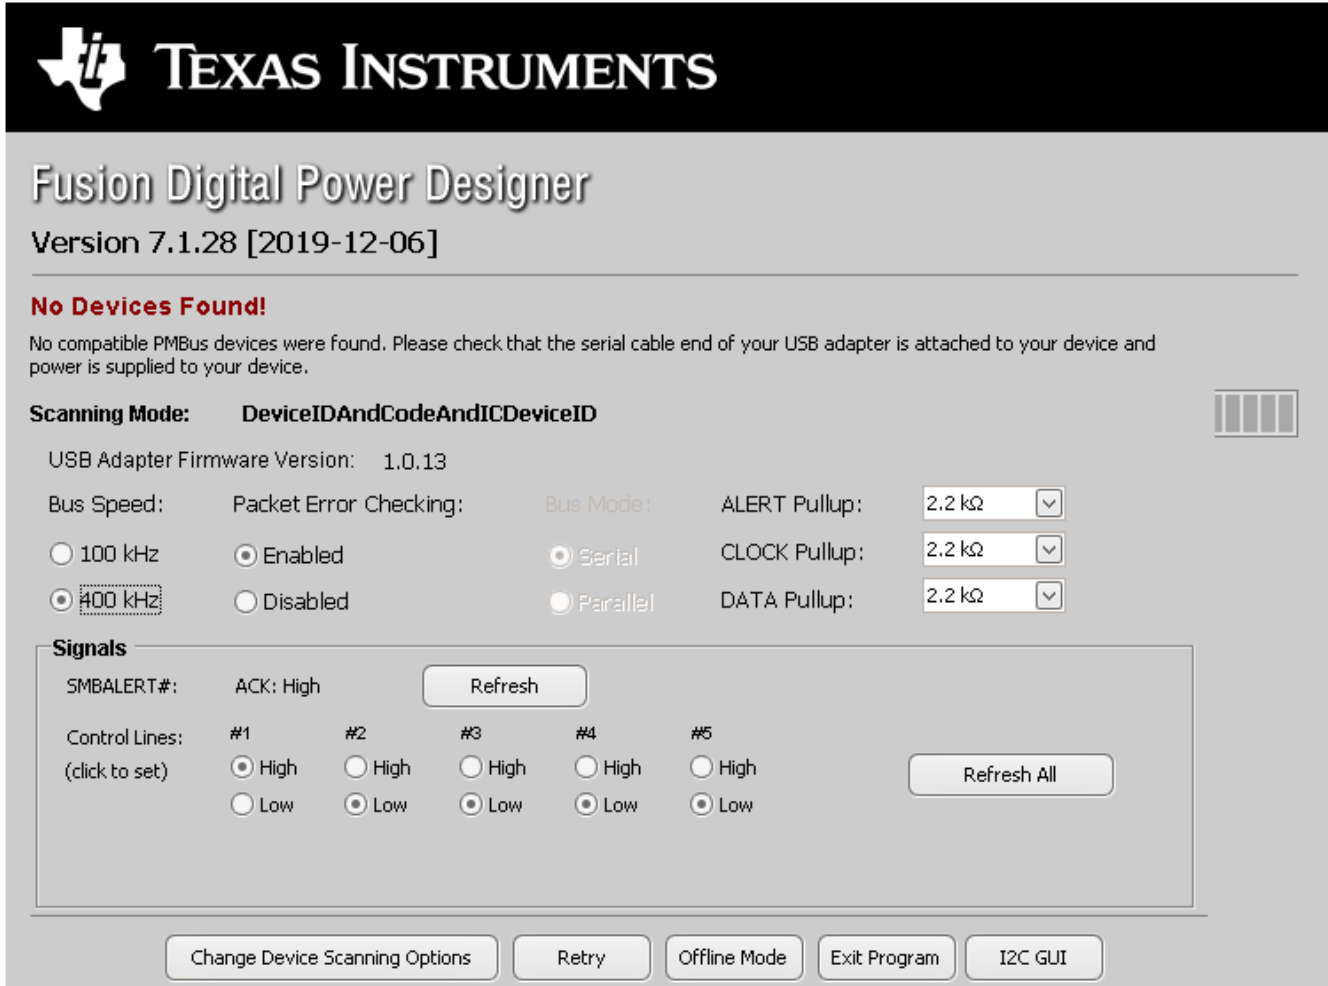 TEXAS INSTRUMENTS
Fusion Digital Power Designer
Version 7.1.28 [2019-12-06]
No Devices Found!
No compatible PMBus devices were found. Please check that the serial cable end of your USB adapter is attached to your device and
power is supplied to your device.
Scanning Mode: DeviceIDAndCodeAndICDeviceID
USB Adapter Firmware Version: 1.0.13
Bus Speed: Packet Error Checking: Bus Mode: ALERT Pullup: 2.2 kΩ
100 kHz Enabled Serial CLOCK Pullup: 2.2 kΩ
400 kHz Disabled Parallel DATA Pullup: 2.2 kΩ
Signals
SMBALERT#: ACK: High Refresh
Control Lines: #1 #2 #3 #4 #5
(click to set) High High High High High Refresh All
Low Low Low Low Low
Change Device Scanning Options Retry Offline Mode Exit Program I2C GUI